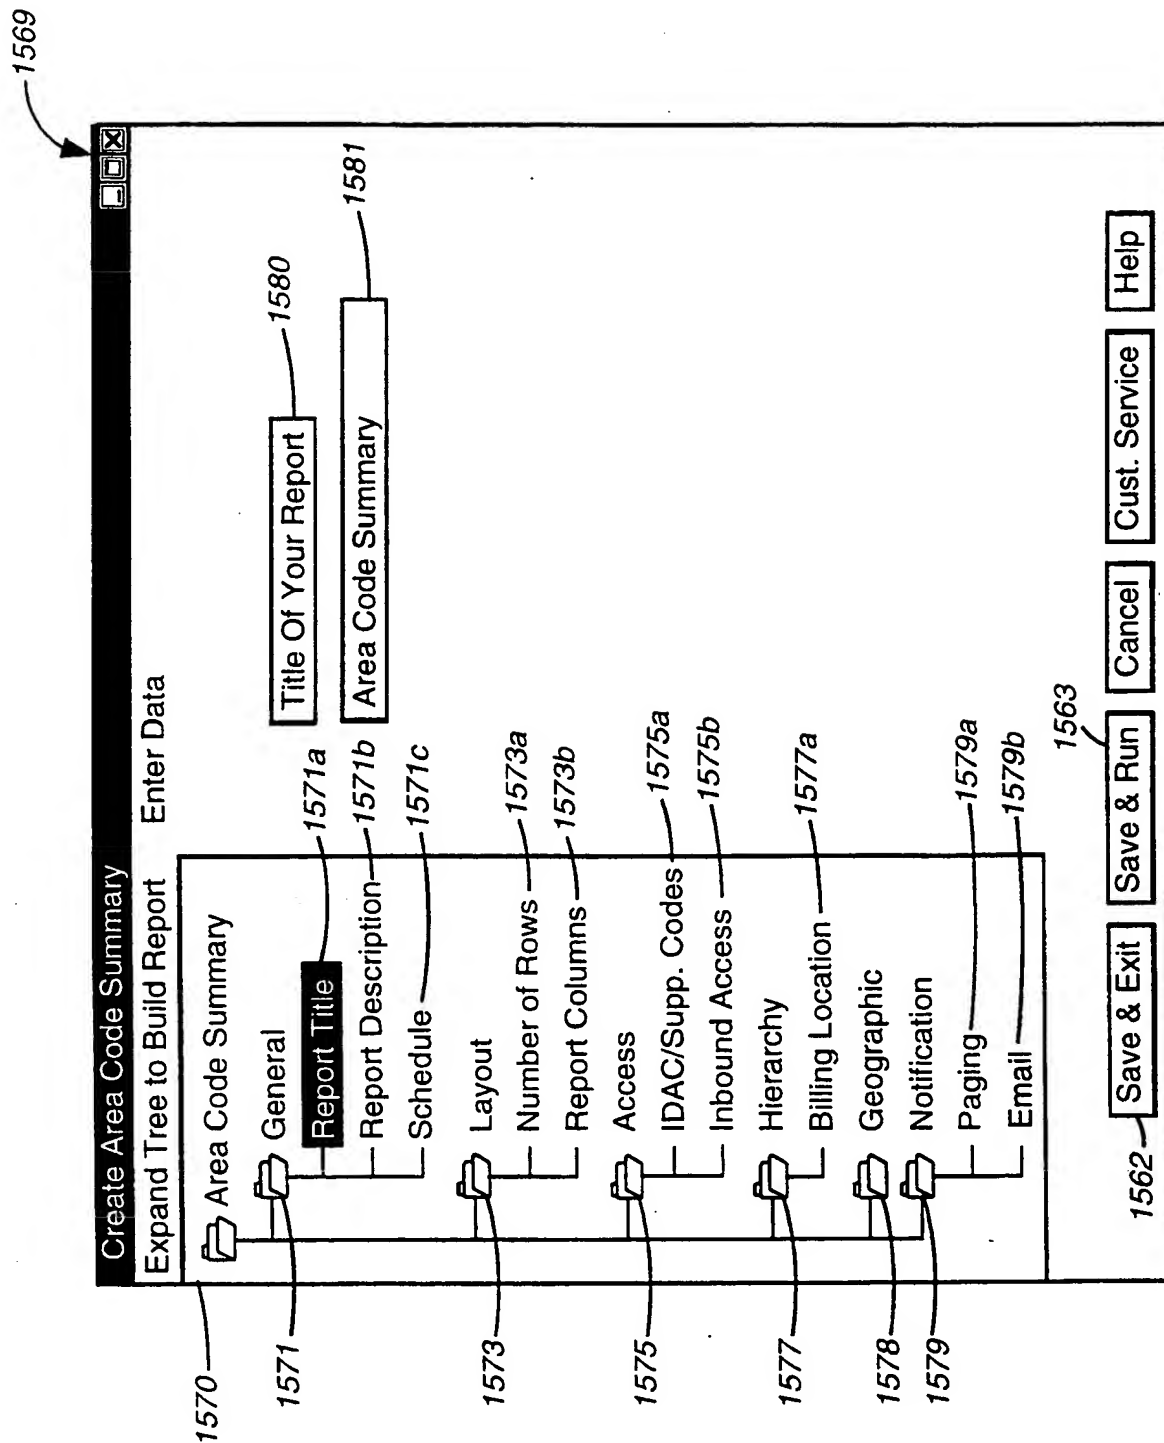 1569
Create Area Code Summary
Expand Tree to Build Report Enter Data
1570
Area Code Summary
1571 General
Report Title 1571a
Report Description 1571b
Schedule 1571c
Title Of Your Report 1580
Area Code Summary 1581
1573 Layout
Number of Rows 1573a
Report Columns 1573b
1575 Access
IDAC/Supp. Codes 1575a
Inbound Access 1575b
1577 Hierarchy
Billing Location 1577a
1578 Geographic
1579 Notification
Paging 1579a
Email 1579b
1562 Save & Exit Save & Run 1563 Cancel Cust. Service Help